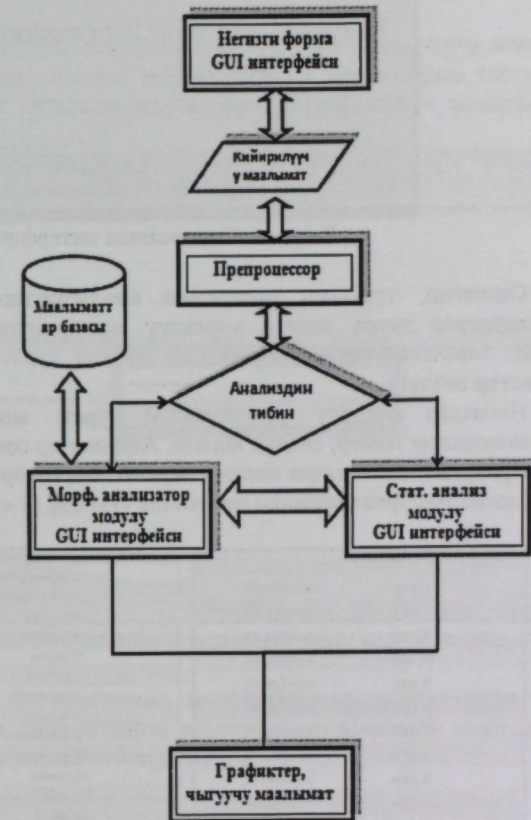 Негизги форма
GUI интерфейси
Кийирилүүч
ү маалымат
Препроцессор
Маалыматт
ар базасы
Анализдин
тибин
Морф. анализатор
модулу
GUI интерфейси
Стат. анализ
модулу
GUI интерфейси
Графиктер,
чыгуучу маалымат